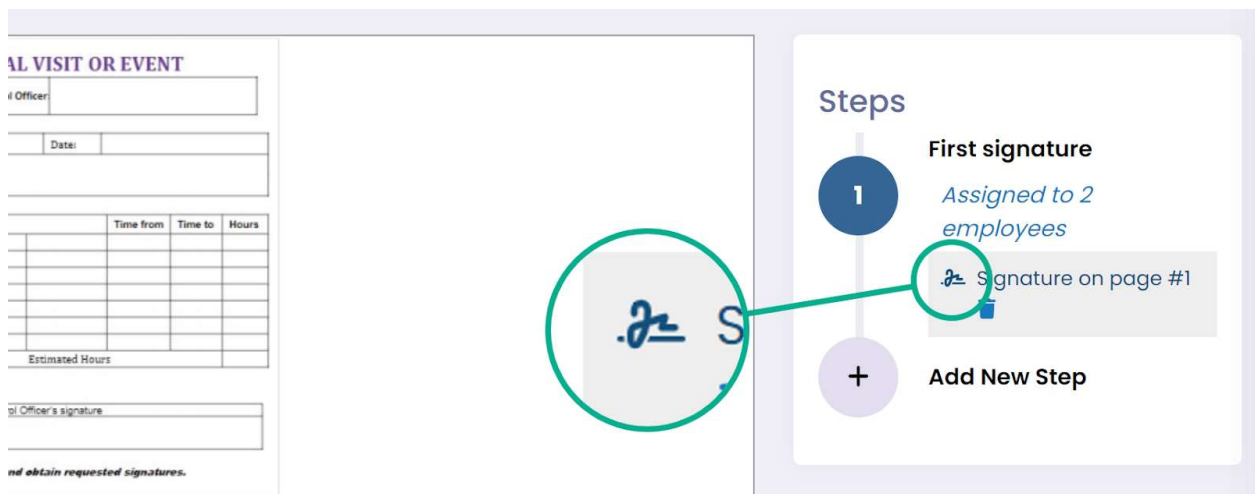 AL VISIT OR EVENT
l Officer:
Date:
Time from Time to Hours
Estimated Hours
ol Officer's signature
nd obtain requested signatures.
S
Steps
1
First signature
Assigned to 2
employees
Signature on page #1
+
Add New Step